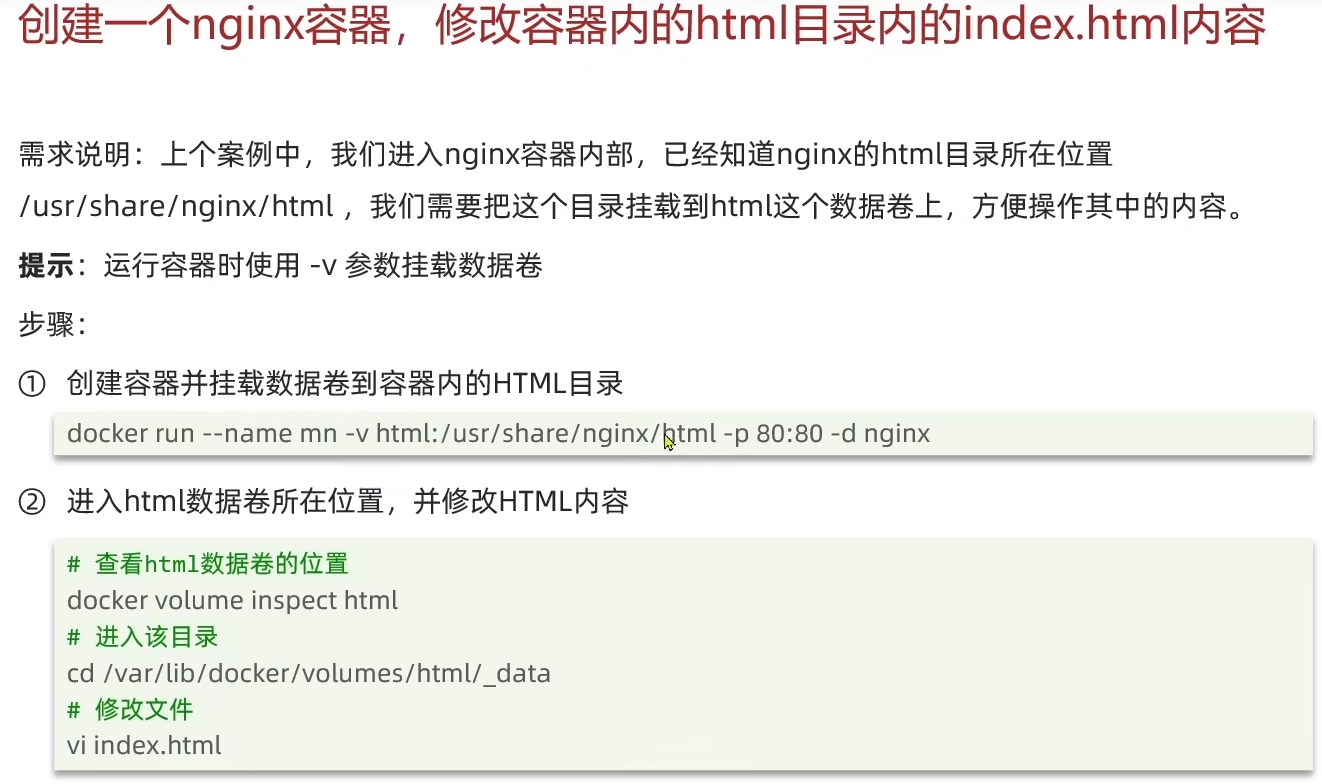 创建一个nginx容器，修改容器内的html目录内的index.html内容
需求说明：上个案例中，我们进入nginx容器内部，已经知道nginx的html目录所在位置
/usr/share/nginx/html ，我们需要把这个目录挂载到html这个数据卷上，方便操作其中的内容。
提示：运行容器时使用 -v 参数挂载数据卷
步骤：
① 创建容器并挂载数据卷到容器内的HTML目录
docker run --name mn -v html:/usr/share/nginx/html -p 80:80 -d nginx
② 进入html数据卷所在位置，并修改HTML内容
# 查看html数据卷的位置
docker volume inspect html
# 进入该目录
cd /var/lib/docker/volumes/html/_data
# 修改文件
vi index.html